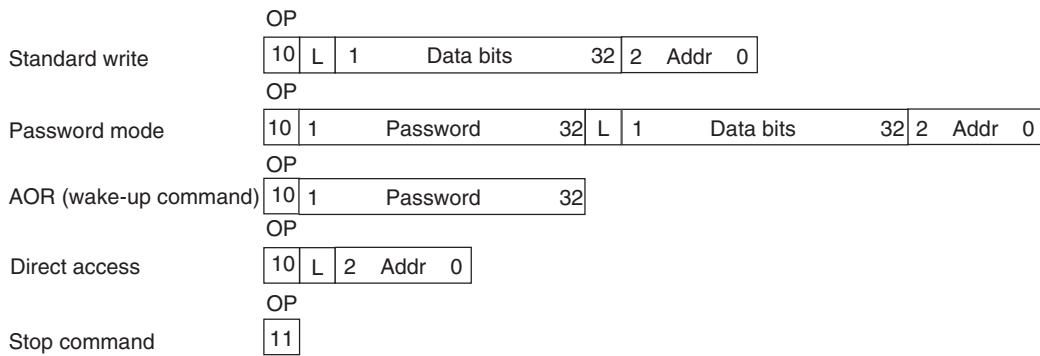 OP
Standard write 10 L 1 Data bits 32 2 Addr 0
OP
Password mode 10 1 Password 32 L 1 Data bits 32 2 Addr 0
OP
AOR (wake-up command) 10 1 Password 32
OP
Direct access 10 L 2 Addr 0
OP
Stop command 11